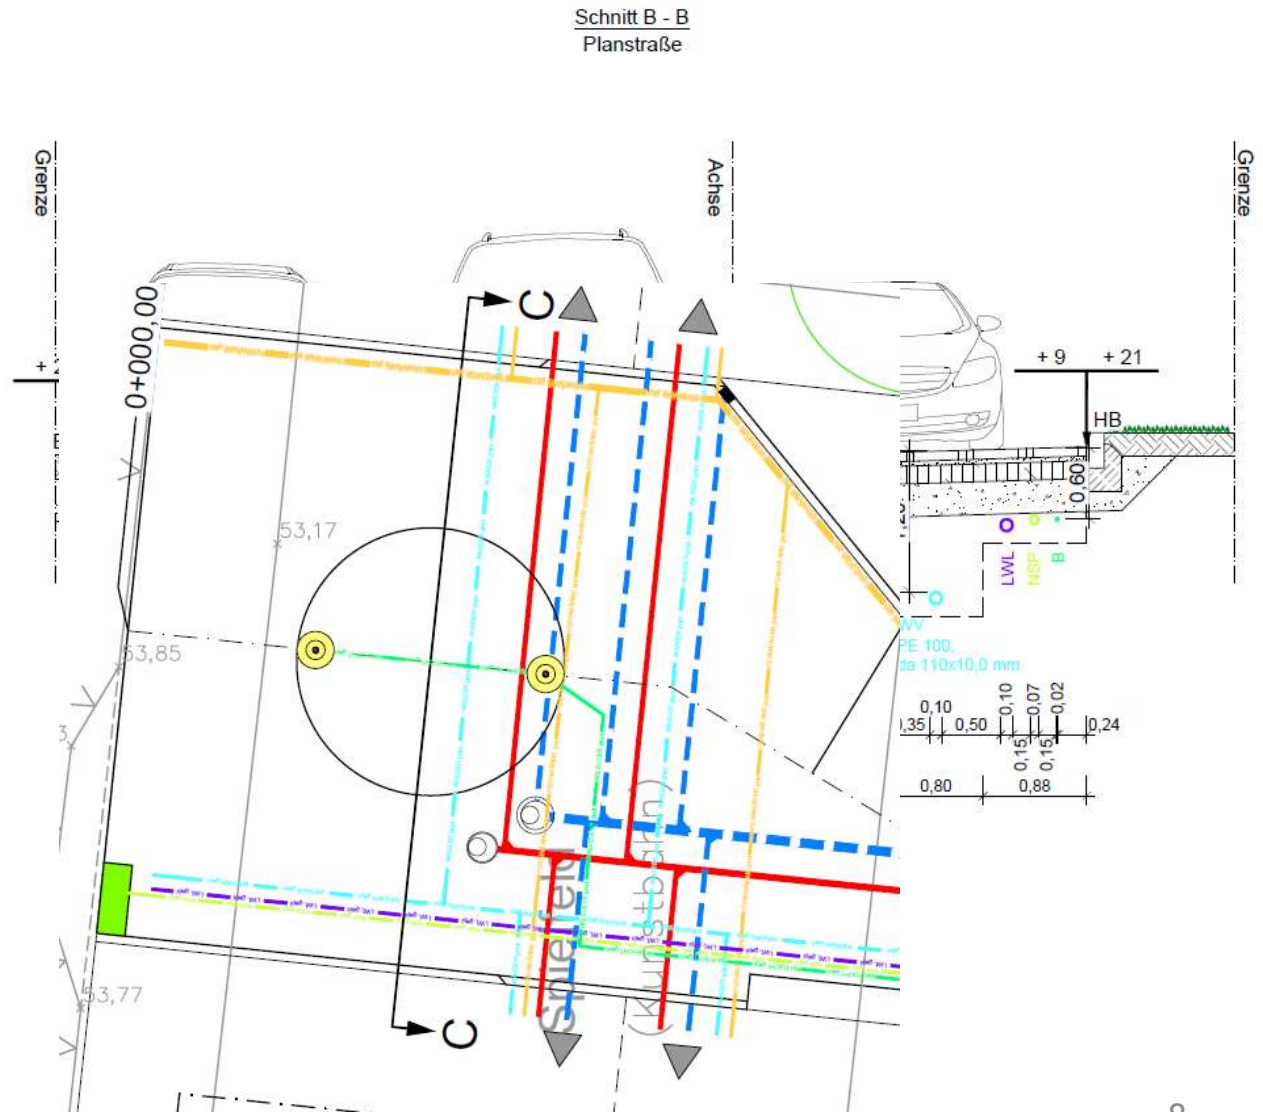 Schnitt B - B
Planstraße
Grenze
Achse
Grenze
0+000,00
C
+ 9
+ 21
HB
0,60
53,17
LWL
NSP
B
53,85
PE 100,
da 110x10,0 mm
0,10
0,10
0,07
0,02
0,50
0,24
0,15
0,15
0,80
0,88
Spielfeld
(Kunstbahn)
53,77
C